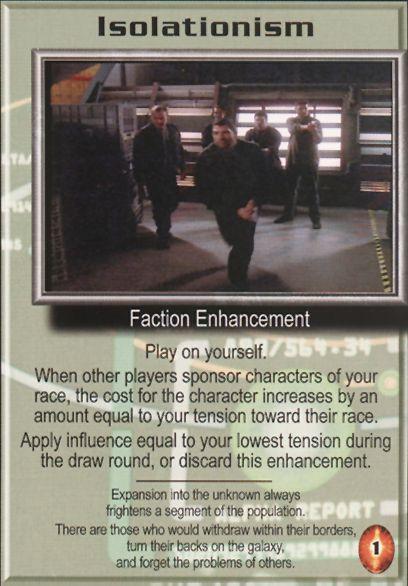 Isolationism
Faction Enhancement
Play on yourself.
When other players sponsor characters of your
race, the cost for the character increases by an
amount equal to your tension toward their race.
Apply influence equal to your lowest tension during
the draw round, or discard this enhancement.
Expansion into the unknown always
frightens a segment of the population.
There are those who would withdraw within their borders,
turn their backs on the galaxy,
and forget the problems of others.
1